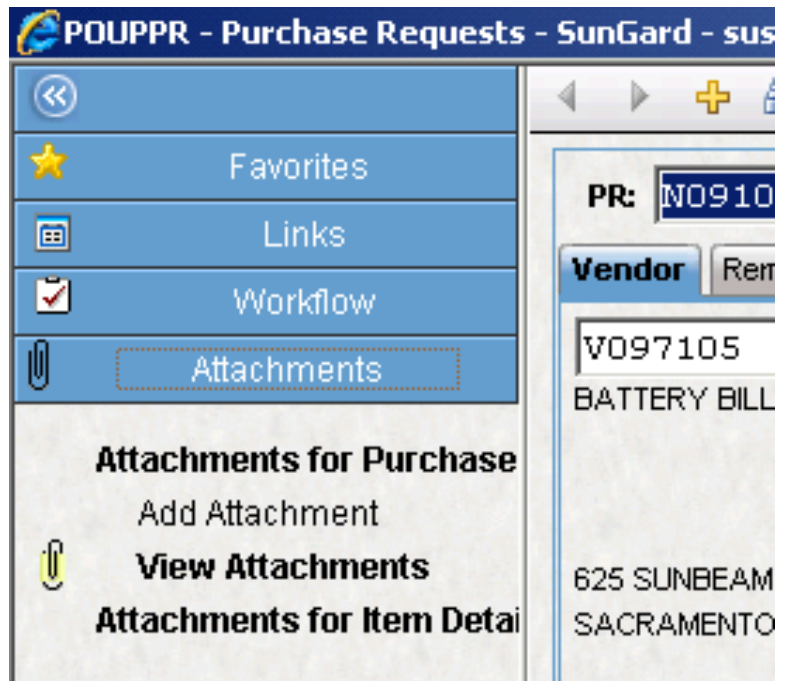 POUPPR - Purchase Requests - SunGard - sus
Favorites
Links
Workflow
Attachments
Attachments for Purchase
Add Attachment
View Attachments
Attachments for Item Detai
PR: N0910
Vendor Rem
V097105
BATTERY BILL
625 SUNBEAM
SACRAMENTO